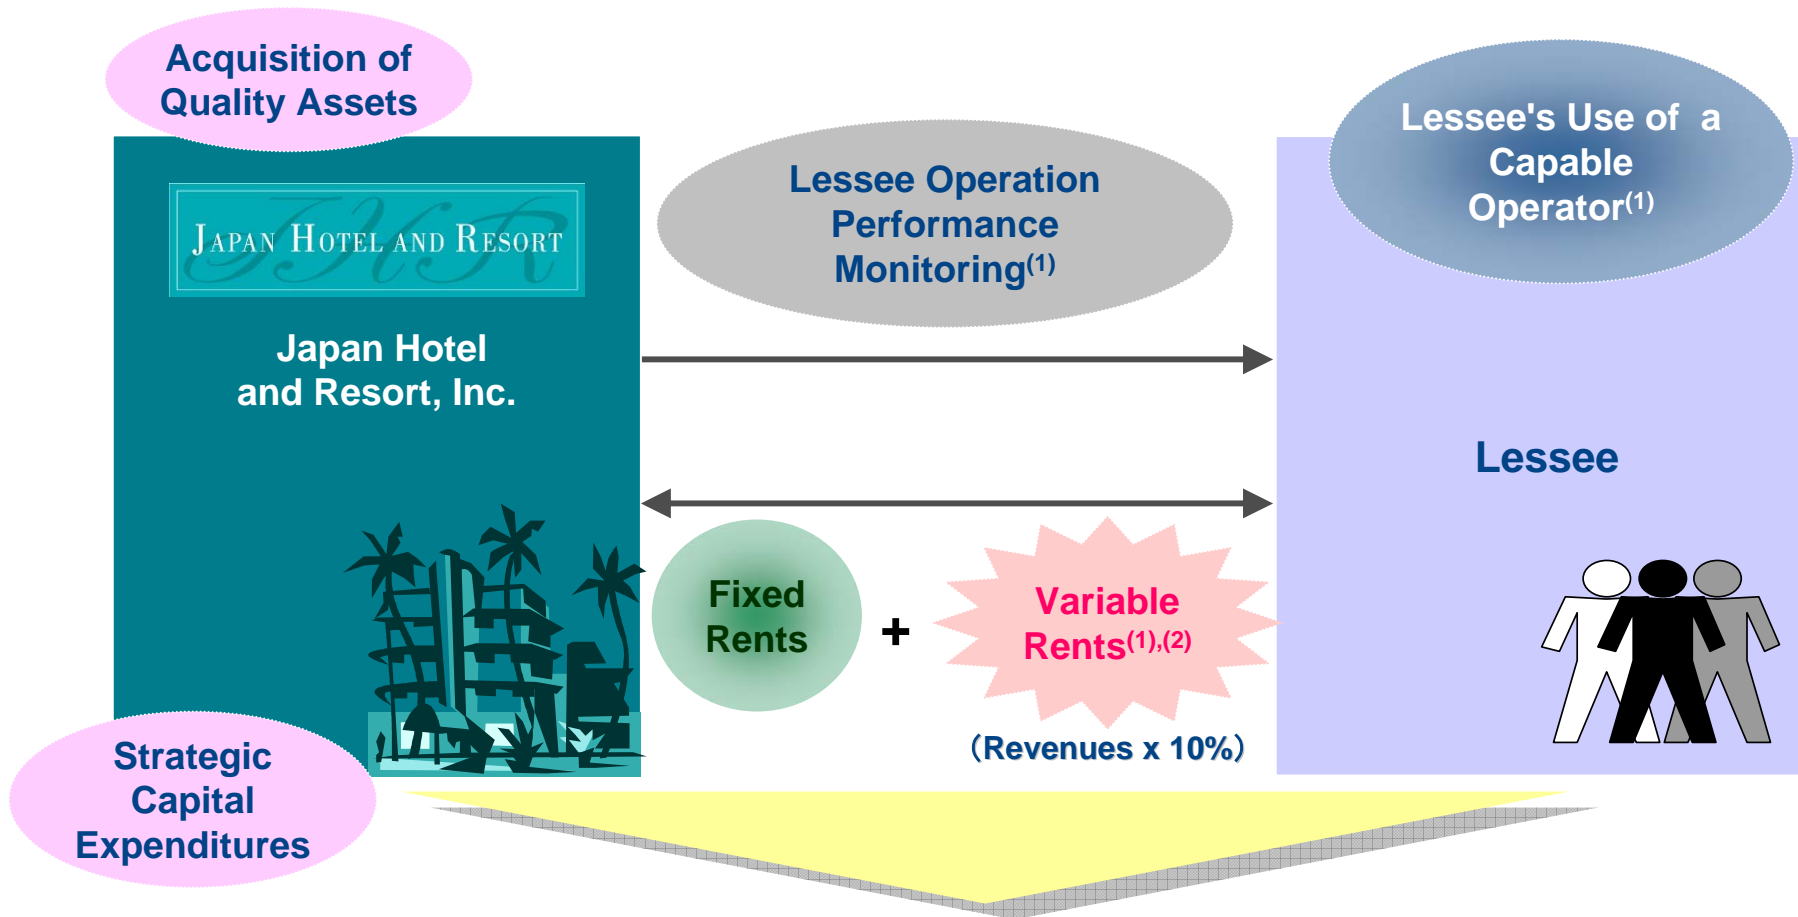 Acquisition of
Quality Assets
JAPAN HOTEL AND RESORT
Japan Hotel
and Resort, Inc.
Strategic
Capital
Expenditures
Lessee Operation
Performance
Monitoring(1)
Fixed
Rents
+
Variable
Rents(1),(2)
(Revenues x 10%)
Lessee's Use of a
Capable
Operator(1)
Lessee